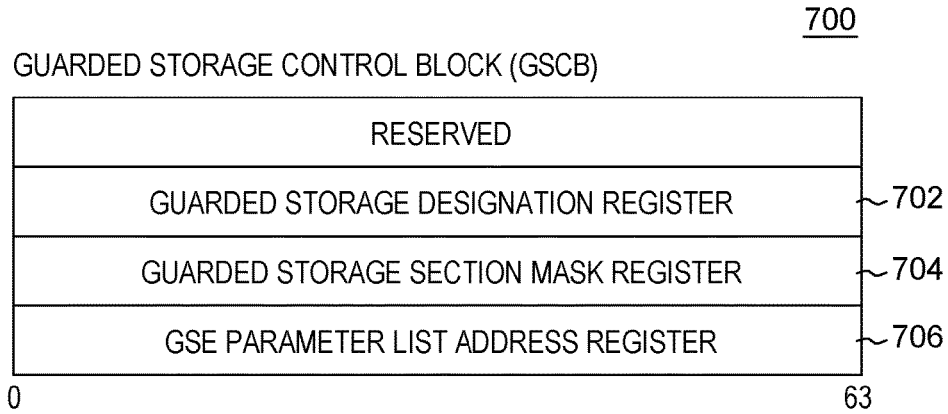 700
GUARDED STORAGE CONTROL BLOCK (GSCB)
RESERVED
GUARDED STORAGE DESIGNATION REGISTER 702
GUARDED STORAGE SECTION MASK REGISTER 704
GSE PARAMETER LIST ADDRESS REGISTER 706
0 63